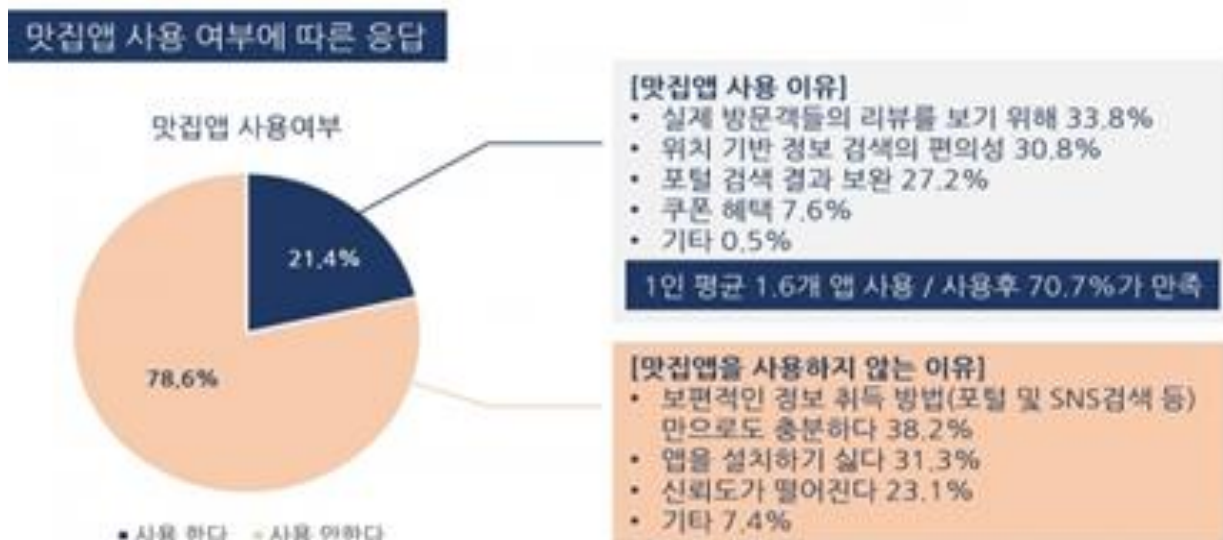 맛집앱 사용 여부에 따른 응답
맛집앱 사용여부
21.4%
78.6%
사용 한다 사용 안한다
[맛집앱 사용 이유]
• 실제 방문객들의 리뷰를 보기 위해 33.8%
• 위치 기반 정보 검색의 편의성 30.8%
• 포털 검색 결과 보완 27.2%
• 쿠폰 혜택 7.6%
• 기타 0.5%
1인 평균 1.6개 앱 사용 / 사용후 70.7%가 만족
[맛집앱을 사용하지 않는 이유]
• 보편적인 정보 취득 방법(포털 및 SNS검색 등)
만으로도 충분하다 38.2%
• 앱을 설치하기 싫다 31.3%
• 신뢰도가 떨어진다 23.1%
• 기타 7.4%